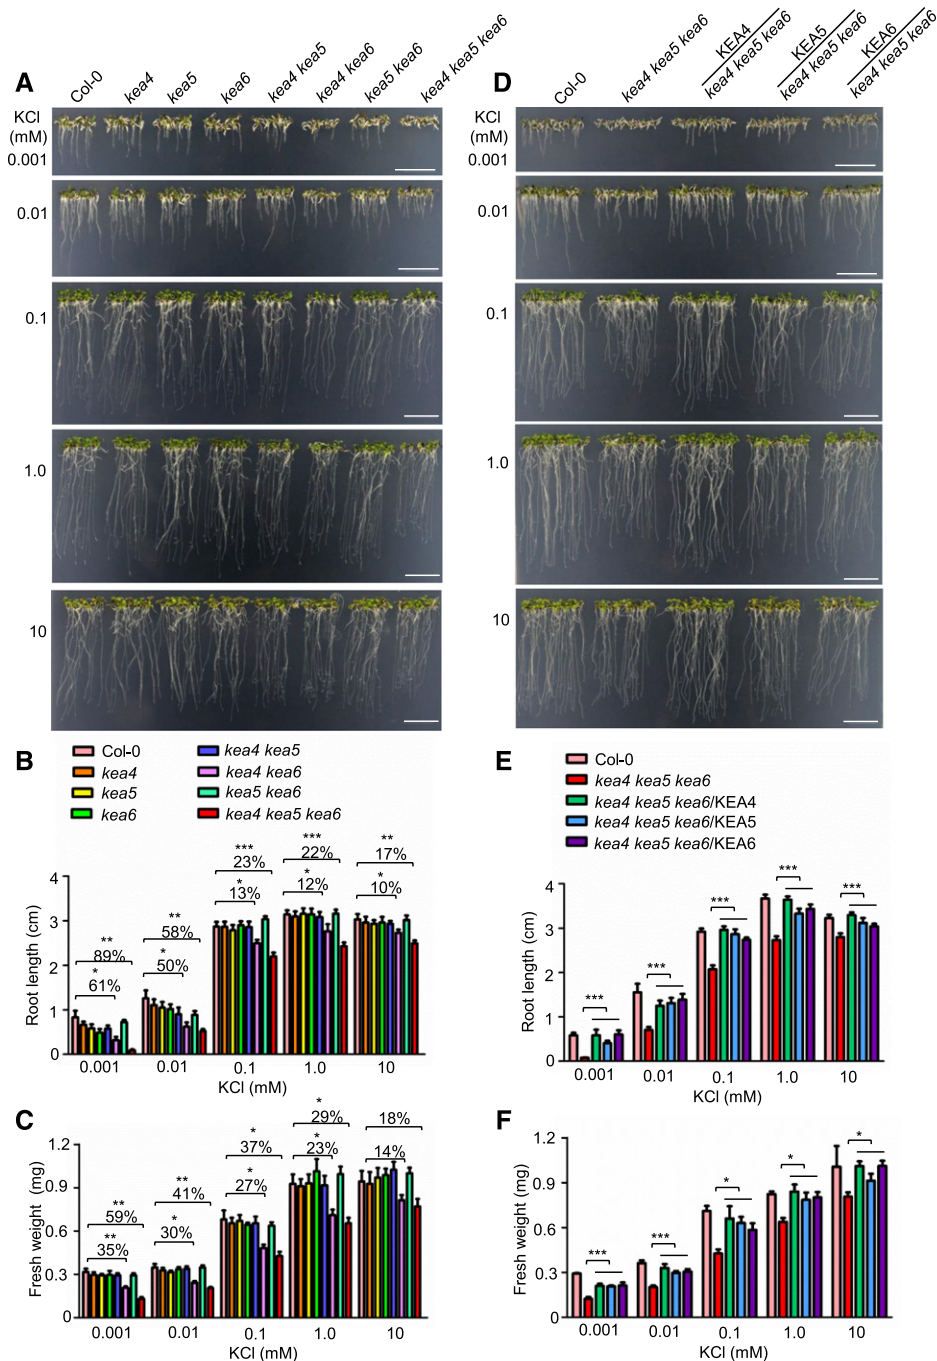 A
Col-0
kea4
kea5
kea6
kea4 kea5
kea4 kea6
kea5 kea6
kea4 kea5 kea6
KCl
(mM)
0.001
0.01
0.1
1.0
10
D
Col-0
kea4 kea5 kea6
KEA4
kea4 kea5 kea6
KEA5
kea4 kea5 kea6
KEA6
kea4 kea5 kea6
0.001
0.01
0.1
1.0
10
B
Col-0
kea4
kea5
kea6
kea4 kea5
kea4 kea6
kea5 kea6
kea4 kea5 kea6
Root length (cm)
4
3
2
1
0
**
89%
*
61%
**
58%
*
50%
***
23%
*
13%
***
22%
*
12%
**
17%
*
10%
0.001 0.01 0.1 1.0 10
KCl (mM)
C
Fresh weight (mg)
1.2
0.9
0.6
0.3
0
**
59%
**
35%
**
41%
*
30%
*
37%
*
27%
*
29%
*
23%
18%
14%
0.001 0.01 0.1 1.0 10
KCl (mM)
E
Col-0
kea4 kea5 kea6
kea4 kea5 kea6/KEA4
kea4 kea5 kea6/KEA5
kea4 kea5 kea6/KEA6
Root length (cm)
4
3
2
1
0
***
***
***
***
***
0.001 0.01 0.1 1.0 10
KCl (mM)
F
Fresh weight (mg)
1.2
0.9
0.6
0.3
0
***
***
*
*
*
0.001 0.01 0.1 1.0 10
KCl (mM)